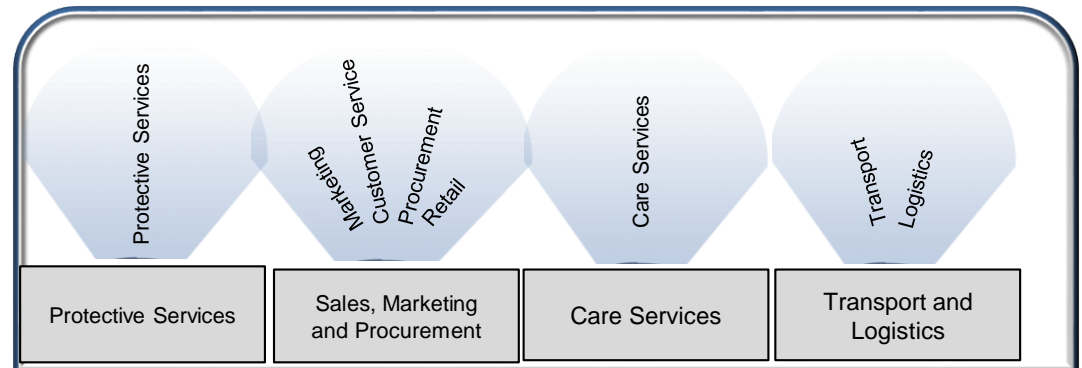 Protective Services
Marketing
Customer Service
Procurement
Retail
Care Services
Transport
Logistics
Protective Services
Sales, Marketing
and Procurement
Care Services
Transport and
Logistics